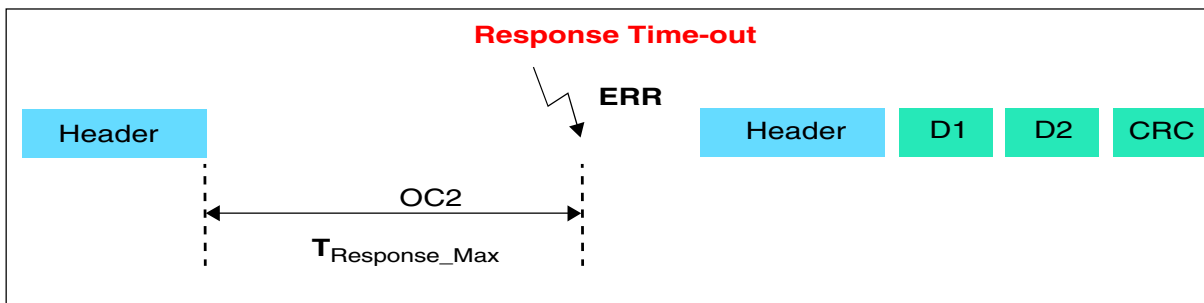 Response Time-out
ERR
Header
Header D1 D2 CRC
OC2
TResponse_Max